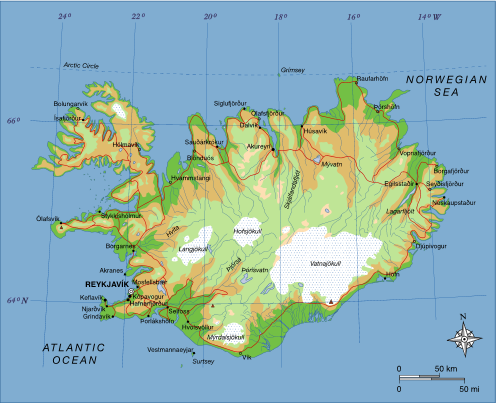 24° 22° 20° 18° 16° 14° W
Arctic Circle
Grímsey
Raufarhöfn
NORWEGIAN
SEA
Bolungarvík
Ísafjörður
Siglufjörður
Ólafsfjörður
Dalvík
Þórshöfn
66°
Húsavík
Hólmavík
Sauðárkrókur
Akureyri
Blönduós
Vopnafjörður
Mývatn
Borgarfjörður
Hvammstangi
Egilsstaðir
Seyðisfjörður
Skjálfandafljót
Neskaupstaður
Lagarfljót
Ólafsvík
Stykkishólmur
Hvítá
Hofsjökull
Borgarnes
Langjökull
Djúpivogur
Þjórsá
Vatnajökull
Akranes
Þórisvatn
Höfn
Mosfellsbær
REYKJAVÍK
Kópavogur
64° N
Keflavík
Hafnarfjörður
Njarðvík
Selfoss
Grindavík
Þorlákshöfn
Hvolsvöllur
Mýrdalsjökull
N
ATLANTIC
OCEAN
Vestmannaeyjar
Vík
Surtsey
0 50 km
0 50 mi